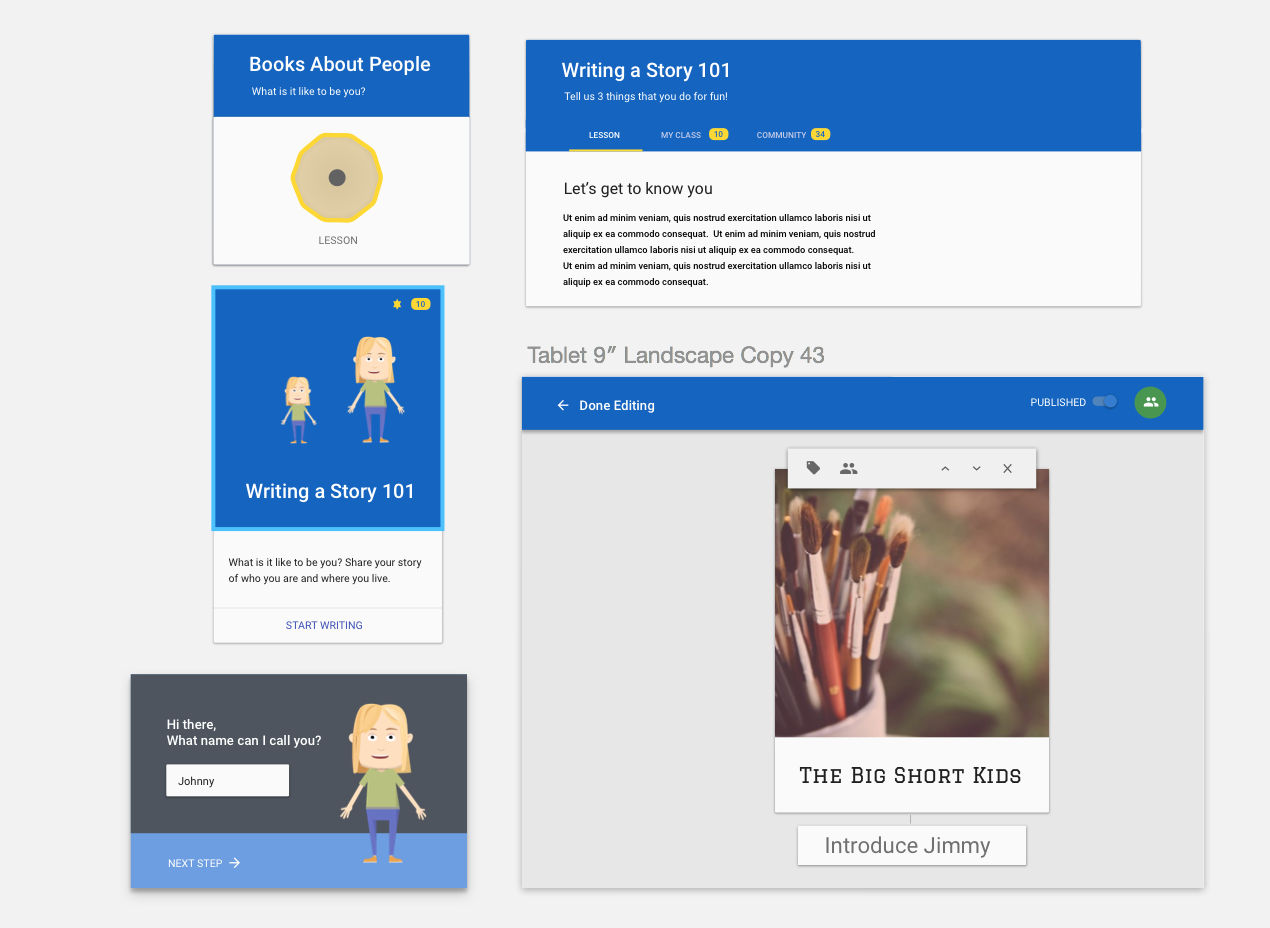 Books About People
What is it like to be you?
LESSON
10
Writing a Story 101
What is it like to be you? Share your story
of who you are and where you live.
START WRITING
Hi there,
What name can I call you?
Johnny
NEXT STEP
Writing a Story 101
Tell us 3 things that you do for fun!
LESSON
MY CLASS 10
COMMUNITY 34
Let’s get to know you
Ut enim ad minim veniam, quis nostrud exercitation ullamco laboris nisi ut
aliquip ex ea commodo consequat.  Ut enim ad minim veniam, quis nostrud
exercitation ullamco laboris nisi ut aliquip ex ea commodo consequat.
Ut enim ad minim veniam, quis nostrud exercitation ullamco laboris nisi ut
aliquip ex ea commodo consequat.
Tablet 9″ Landscape Copy 43
Done Editing
PUBLISHED
The Big Short Kids
Introduce Jimmy